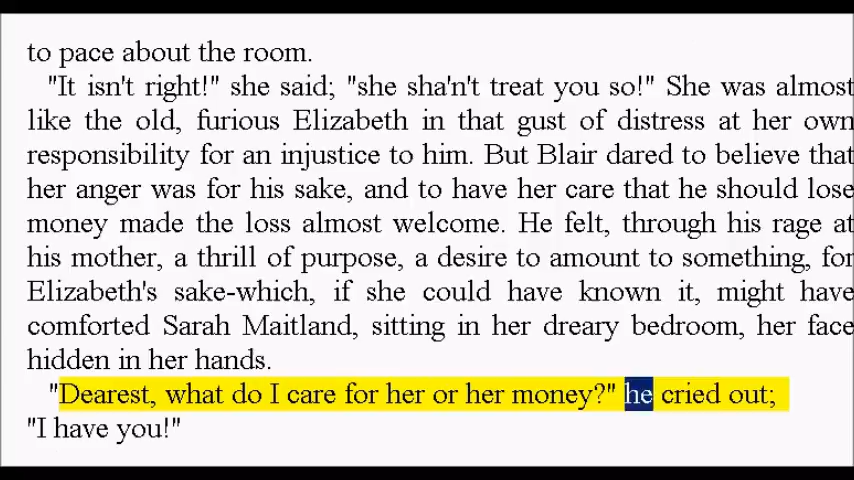 to pace about the room.
"It isn't right!" she said; "she sha'n't treat you so!" She was almost
like the old, furious Elizabeth in that gust of distress at her own
responsibility for an injustice to him. But Blair dared to believe that
her anger was for his sake, and to have her care that he should lose
money made the loss almost welcome. He felt, through his rage at
his mother, a thrill of purpose, a desire to amount to something, for
Elizabeth's sake-which, if she could have known it, might have
comforted Sarah Maitland, sitting in her dreary bedroom, her face
hidden in her hands.
"Dearest, what do I care for her or her money?" he cried out;
"I have you!"